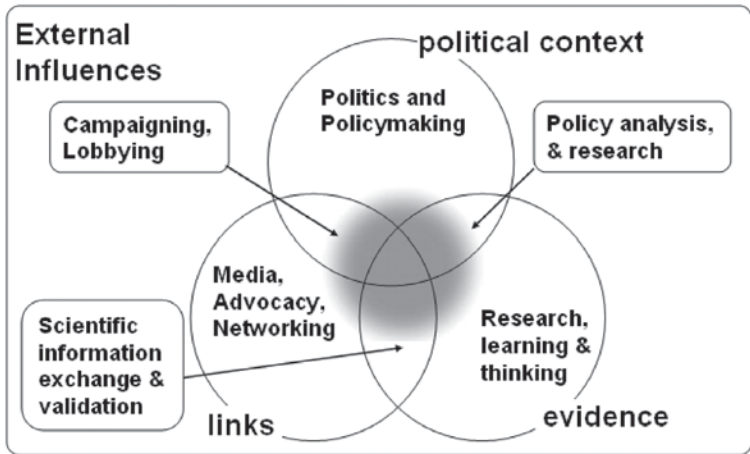 External
Influences
political context
Politics and
Policymaking
Campaigning,
Lobbying
Policy analysis,
& research
Media,
Advocacy,
Networking
Scientific
information
exchange &
validation
Research,
learning &
thinking
links
evidence